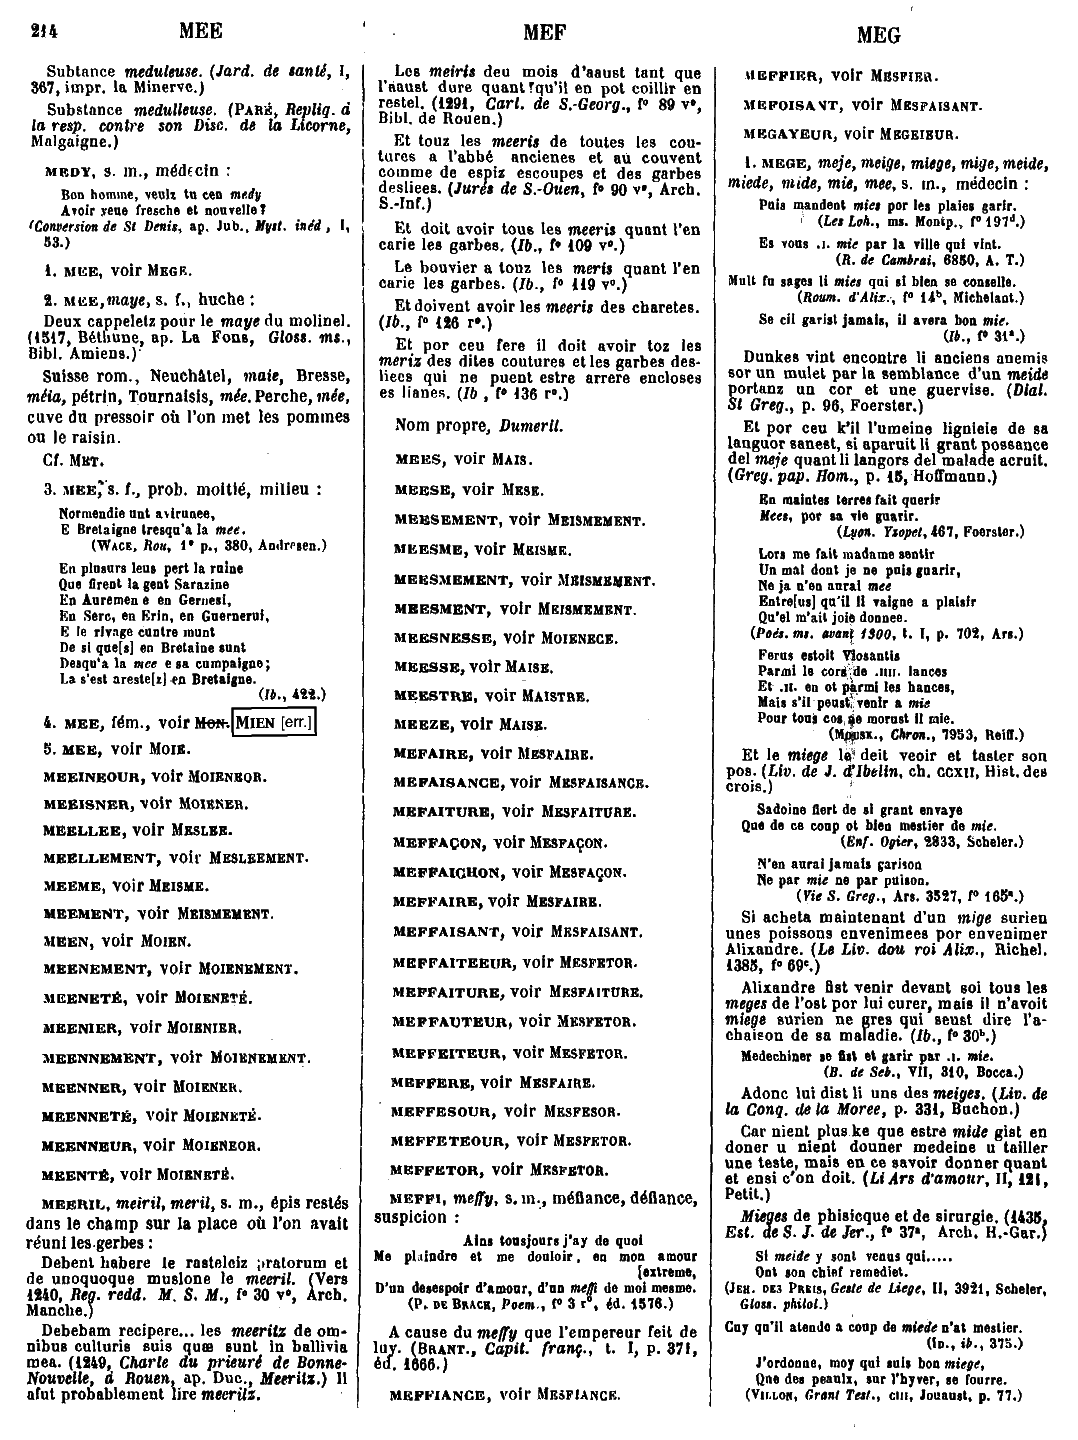 214 MEE MEF MEG
Subtance meduleuse. (Jard. de santé, I,
367, impr. la Minerve.)
Substance medulleuse. (PARÉ, Repliq. á
la resp. contre son Disc. de la Licorne,
Malgaigne.)
MEDY, s. m., médecin :
Bon homme, veulx tu cen medy
Avoir yeue fresche et nouvelle?
(Conversion de St Denis, ap. Jub., Myst. inéd, I,
53.)
1. MEE, voir MEGE.
2. MEE, maye, s. f., huche :
Deux cappeletz pour le maye du molinel.
(1517, Béthune, ap. La Fons, Gloss. ms.,
Bibl. Amiens.)
Suisse rom., Neuchâtel, maie, Bresse,
méia, pétrin, Tournaisis, mée. Perche, mée,
cuve du pressoir où l'on met les pommes
ou le raisin.
Cf. MET.
3. MEE, s. f., prob. moitié, milieu :
Normendie unt avirunee,
E Bretaigne tresqu'a la mee.
(WACE, Rou, 1e p., 380, Andresen.)
En plusurs leus pert la ruine
Que firent la gent Sarazine
En Auremen e en Gernesi,
En Serc, en Erin, en Guernerui,
E le rivage cuntre munt
De si que[s] en Bretaine sunt
Desqu'a la mee e sa cumpaigne;
La s'est areste[z] en Bretaigne.
(Ib., 422.)
4. MEE, fém., voir MON. MIEN [err.]
5. MEE, voir MOIE.
MEEINEOUR, voir MOIENEOR.
MEEISNER, voir MOIENER.
MEELLEE, voir MESLEE.
MEELLEMENT, voir MESLEEMENT.
MEEME, voir MEISME.
MEEMENT, voir MEISMEMENT.
MEEN, voir MOIEN.
MEENEMENT, voir MOIENEMENT.
MEENETÉ, voir MOIENETÉ.
MEENIER, voir MOIENIER.
MEENNEMENT, voir MOIENEMENT.
MEENNER, voir MOIENER.
MEENNETÉ, voir MOIENETÉ.
MEENNEUR, voir MOIENEOR.
MEENTÉ, voir MOIENETÉ.
MEERIL, meiril, meril, s. m., épis restés
dans le champ sur la place où l'on avait
réuni les gerbes :
Debent habere le rasteleiz pratorum et
de unoquoque muslone le meeril. (Vers
1240, Reg. redd. M. S. M., fo 30 vo, Arch.
Manche.)
Debebam recipere... les meeritz de om-
nibus culturis suis quæ sunt in ballivia
mea. (1249, Charte du prieuré de Bonne-
Nouvelle, á Rouen, ap. Duc., Meeritz.) Il
afut probablement lire meerilz.
Les meiris deu mois d'aaust tant que
l'aaust dure quant qu'il en pot coillir en
restel. (1291, Cart. de S.-Georg., fo 89 vo,
Bibl. de Rouen.)
Et touz les meeris de toutes les cou-
tures a l'abbé ancienes et au couvent
comme de espiz escoupes et des garbes
desliees. (Jurés de S.-Ouen, fo 90 vo, Arch.
S.-Inf.)
Et doit avoir tous les meeris quant l'en
carie les garbes. (Ib., fo 109 vo.)
Le bouvier a touz les meris quant l'en
carie les garbes. (Ib., fo 119 vo.)
Et doivent avoir les meeris des charetes.
(Ib., fo 126 ro.)
Et por ceu fere il doit avoir toz les
meriz des dites coutures et les garbes des-
liees qui ne puent estre arrere encloses
es lianes. (Ib, fo 136 ro.)
Nom propre, Dumeril.
MEES, voir MAIS.
MEESE, voir MESE.
MEESEMENT, voir MEISMEMENT.
MEESME, voir MEISME.
MEESMEMENT, voir MEISMEMENT.
MEESMENT, voir MEISMEMENT.
MEESNESSE, voir MOIENECE.
MEESSE, voir MAISE.
MEESTRE, voir MAISTRE.
MEEZE, voir MAISE.
MEFAIRE, voir MESFAIRE.
MEFAISANCE, voir MESFAISANCE.
MEFAITURE, voir MESFAITURE.
MEFFAÇON, voir MESFAÇON.
MEFFAICHON, voir MESFAÇON.
MEFFAIRE, voir MESFAIRE.
MEFFAISANT, voir MESFAISANT.
MEFFAITEEUR, voir MESFETOR.
MEFFAITURE, voir MESFAITURE.
MEFFAUTEUR, voir MESFETOR.
MEFFEITEUR, voir MESFETOR.
MEFFERE, voir MESFAIRE.
MEFFESOUR, voir MESFESOR.
MEFFETEOUR, voir MESFETOR.
MEFFETOR, voir MESFETOR.
MEFFI, meffy, s. m., méfiance, défiance,
suspicion :
Ains tousjours j'ay de quoi
Me plaindre et me douloir, en mon amour
[extreme,
D'un desespoir d'amour, d'un meffi de moi mesme.
(P. DE BRACH, Poem., fo 3 ro, éd. 1576.)
A cause du meffy que l'empereur feit de
luy. (BRANT., Capit. franç., t. I, p. 371,
éd. 1666.)
MEFFIANCE, voir MESFIANCE.
MEFFIER, voir MESFIER.
MEFOISANT, voir MESFAISANT.
MEGAYEUR, voir MEGEIEUR.
1. MEGE, meje, meige, miege, mige, meide,
miede, mide, mie, mee, s. m., médecin :
Puis mandent mies por les plaies garir.
(Les Loh., ms. Montp., fo 197d.)
Es vous .I. mie par la ville qui vint.
(R. de Cambrai, 6850, A. T.)
Mult fu sages li mies qui si bien se conselle.
(Roum. d'Alix., fo 14b, Michelant.)
Se cil garist jamais, il avera bon mie.
(Ib., fo 31a.)
Dunkes vint encontre li anciens anemis
sor un mulet par la semblance d'un meide
portanz un cor et une guervise. (Dial.
St Greg., p. 96, Foerster.)
Et por ceu k'il l'umeine ligniele de sa
languor sanest, si aparuit li grant possance
del meje quant li langors del malade acruit.
(Greg. pap. Hom., p. 15, Hoffmann.)
En maintes terres fait querir
Mees, por sa vie guarir.
(Lyon. Ysopet, 467, Foerster.)
Lors me fait madame sentir
Un mal dont je ne puis guarir,
Ne ja n'en aurai mee
Entre[us] qu'il li vaigne a plaisir
Qu'el m'ait joie donnee.
(Poés. ms. avant 1300, t. I, p. 702, Ars.)
Ferus estoit Viosantis
Parmi le cors de .IIII. lances
Et .II. en ot parmi les hances,
Mais s'il peust venir a mie
Pour tous cos ne morust il mie.
(MOUSK., Chron., 7953, Reiff.)
Et le miege le deit veoir et taster son
pos. (Liv. de J. d'Ibelin, ch. CCXII, Hist. des
crois.)
Sadoine fiert de si grant envaye
Que de ce coup ot bien mestier de mie.
(Enf. Ogier, 2833, Scheler.)
N'en aurai jamais garison
Ne par mie ne par puison.
(Vie S. Greg., Ars. 3527, fo 165a.)
Si acheta maintenant d'un mige surien
unes poissons envenimees por envenimer
Alixandre. (Le Liv. dou roi Alix., Richel.
1385, fo 69c.)
Alixandre fist venir devant soi tous les
meges de l'ost por lui curer, mais il n'avoit
miege surien ne gres qui seust dire l'a-
chaison de sa maladie. (Ib., fo 30b.)
Medechiner se fist et garir par .I. mie.
(B. de Seb., VII, 310, Bocca.)
Adonc lui dist li uns des meiges. (Liv. de
la Conq. de la Moree, p. 331, Buchon.)
Car nient plus ke que estre mide gist en
doner u nient douner medeine u tailler
une teste, mais en ce savoir donner quant
et ensi c'on doit. (Li Ars d'amour, II, 121,
Petit.)
Mieges de phisicque et de sirurgie. (1435,
Est. de S. J. de Jer., fo 37a, Arch. H.-Gar.)
Si meide y sont venus qui.....
Ont son chief remediet.
(JEH. DES PREIS, Geste de Liege, II, 3921, Scheler,
Gloss. philol.)
Cuy qu'il atende a coup de miede n'at mestier.
(ID., ib., 375.)
J'ordonne, moy qui suis bon miege,
Que des peaulx, sur l'hyver, se fourre.
(VILLON, Grant Test., CIII, Jouaust, p. 77.)